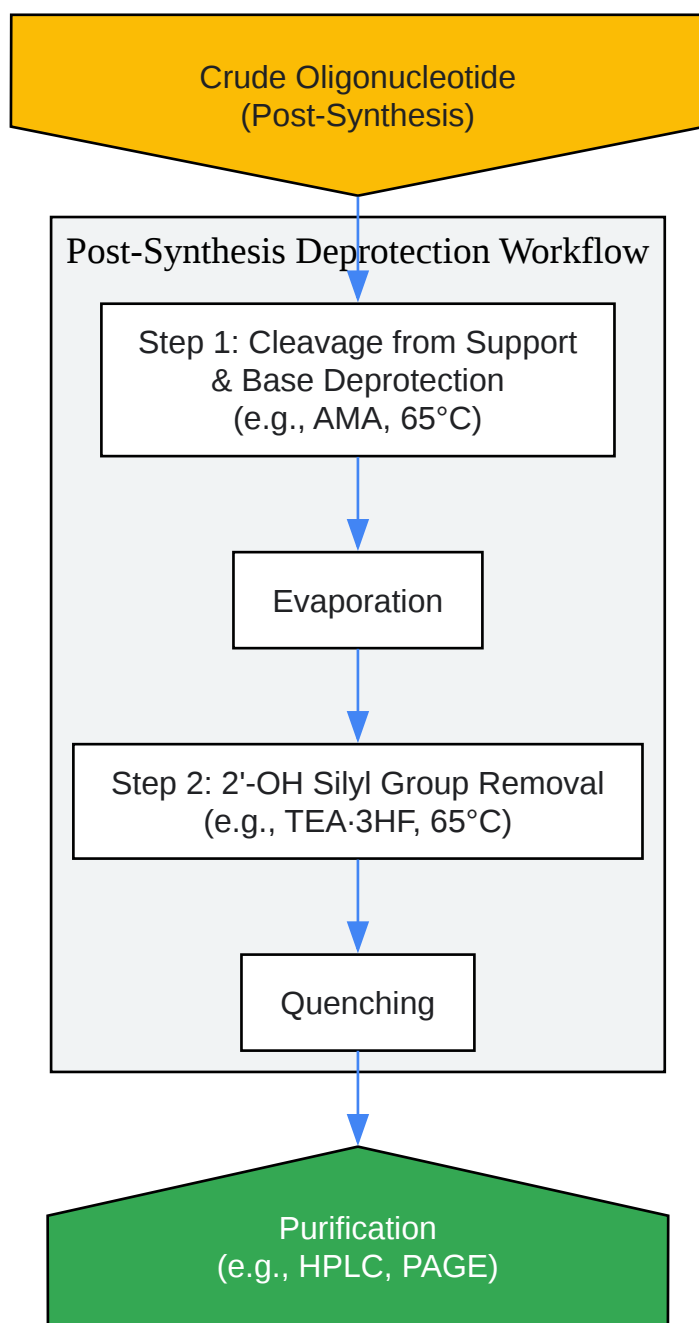 Crude Oligonucleotide
(Post-Synthesis)
Post-Synthesis Deprotection Workflow
Step 1: Cleavage from Support
& Base Deprotection
(e.g., AMA, 65°C)
Evaporation
Step 2: 2'-OH Silyl Group Removal
(e.g., TEA·3HF, 65°C)
Quenching
Purification
(e.g., HPLC, PAGE)